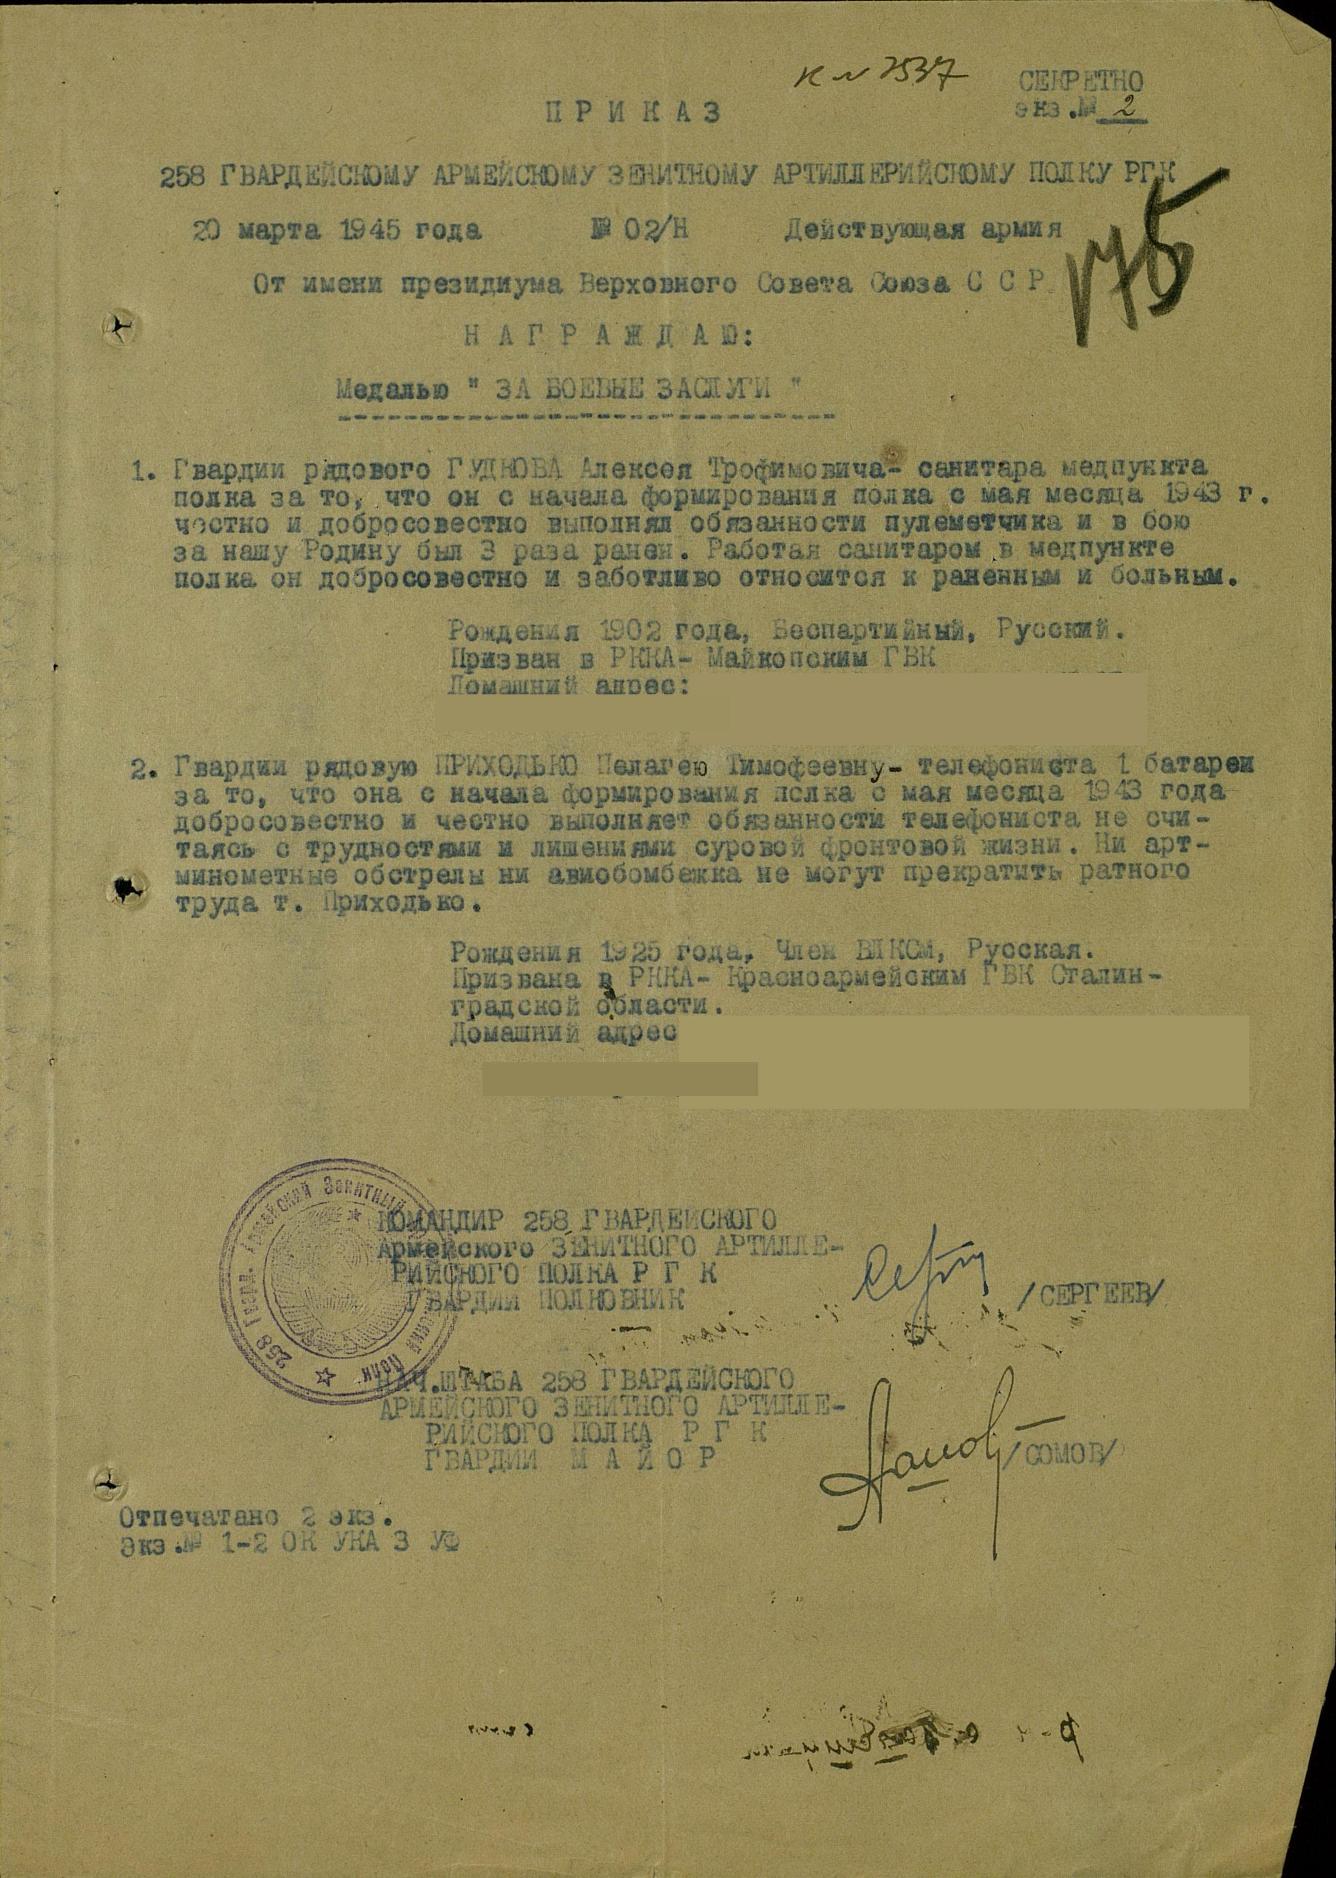 к № 7537
СЕКРЕТНО
экз.№ 2
П Р И К А З
258 ГВАРДЕЙСКОМУ АРМЕЙСКОМУ ЗЕНИТНОМУ АРТИЛЛЕРИЙСКОМУ ПОЛКУ РГК
175
20 марта 1945 года № 02/Н Действующая армия
От имени президиума Верховного Совета Союза С С Р
Н А Г Р А Ж Д А Ю:
Медалью " ЗА БОЕВЫЕ ЗАСЛУГИ "
1. Гвардии рядового ГУДКОВА Алексея Трофимовича- санитара медпункта
полка за то, что он с начала формирования полка с мая месяца 1943 г.
честно и добросовестно выполнял обязанности пулеметчика и в бою
за нашу Родину был 3 раза ранен. Работая санитаром в медпункте
полка он добросовестно и заботливо относится к раненным и больным.
Рождения 1902 года, Беспартийный, Русский.
Призван в РККА- Майкопским ГВК
Домашний адрес:
2. Гвардии рядовую ПРИХОДЬКО Пелагею Тимофеевну- телефониста 1 батареи
за то, что она с начала формирования полка с мая месяца 1943 года
добросовестно и честно выполняет обязанности телефониста не счи-
таясь с трудностями и лишениями суровой фронтовой жизни. Ни арт-
минометные обстрелы ни авиобомбежка не могут прекратить ратного
труда т. Приходько.
Рождения 1925 года, Член ВЛКСМ, Русская.
Призвана в РККА- Красноармейским ГВК Сталин-
градской области.
Домашний адрес
258 Гвард. Армейский Зенитный Полк
КОМАНДИР 258 ГВАРДЕЙСКОГО
Армейского ЗЕНИТНОГО АРТИЛЛЕ-
РИЙСКОГО ПОЛКА Р Г К
ГВАРДИИ ПОЛКОВНИК
/СЕРГЕЕВ/
НАЧ.ШТАБА 258 ГВАРДЕЙСКОГО
АРМЕЙСКОГО ЗЕНИТНОГО АРТИЛЛЕ-
РИЙСКОГО ПОЛКА Р Г К
ГВАРДИИ М А Й О Р
/СОМОВ/
Отпечатано 2 экз.
Экз.№ 1-2 ОК УКА 3 УФ